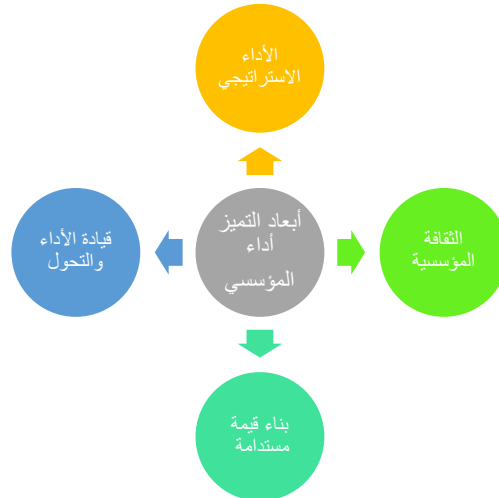 الأداء
الاستراتيجي
أبعاد التميز
أداء
المؤسسي
الثقافة
المؤسسية
قيادة الأداء
والتحول
بناء قيمة
مستدامة